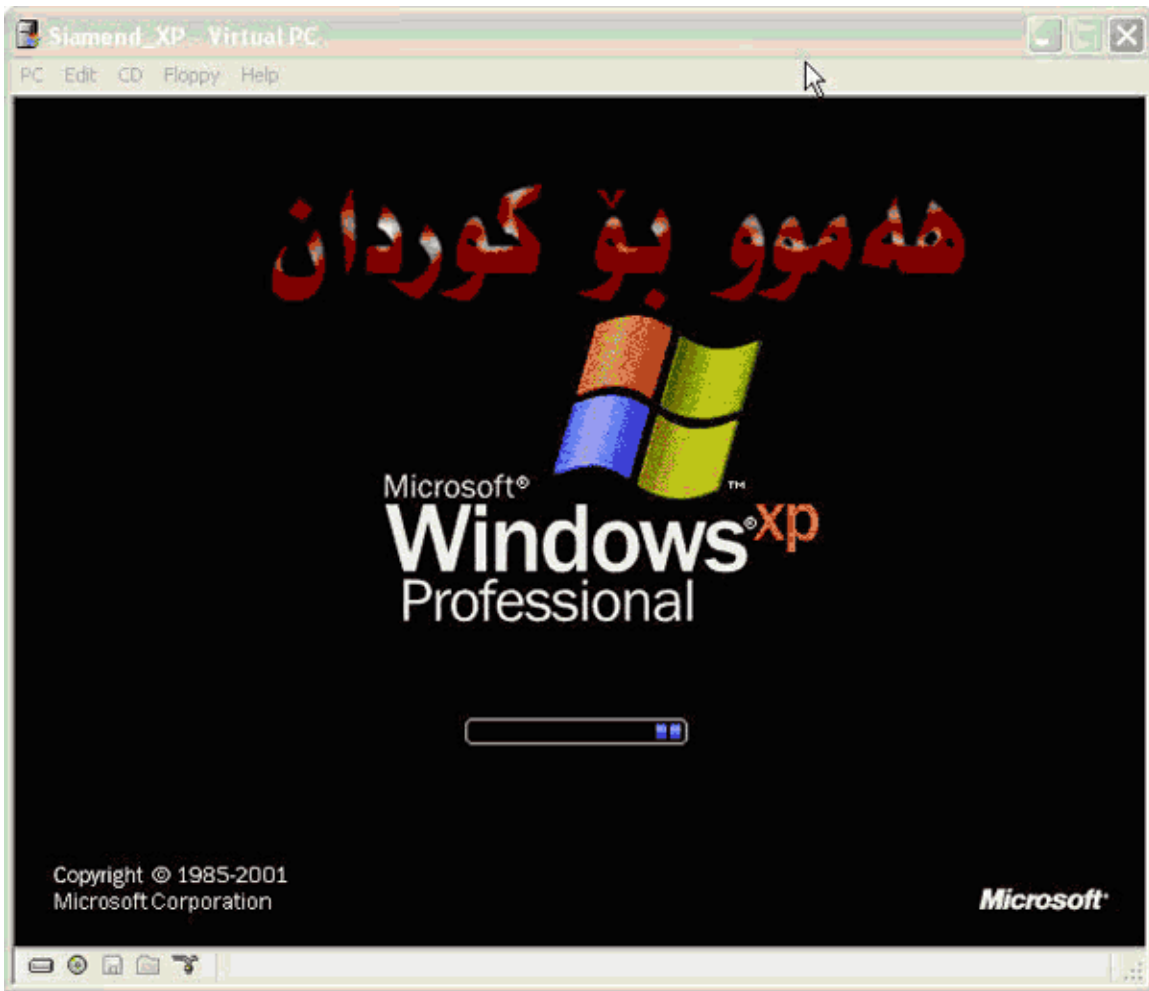 Siamend_XP - Virtual PC
PC Edit CD Floppy Help
هەموو بۆ کوردان
Microsoft®
Windows®xp
™
Professional
Copyright © 1985-2001
Microsoft Corporation
Microsoft®